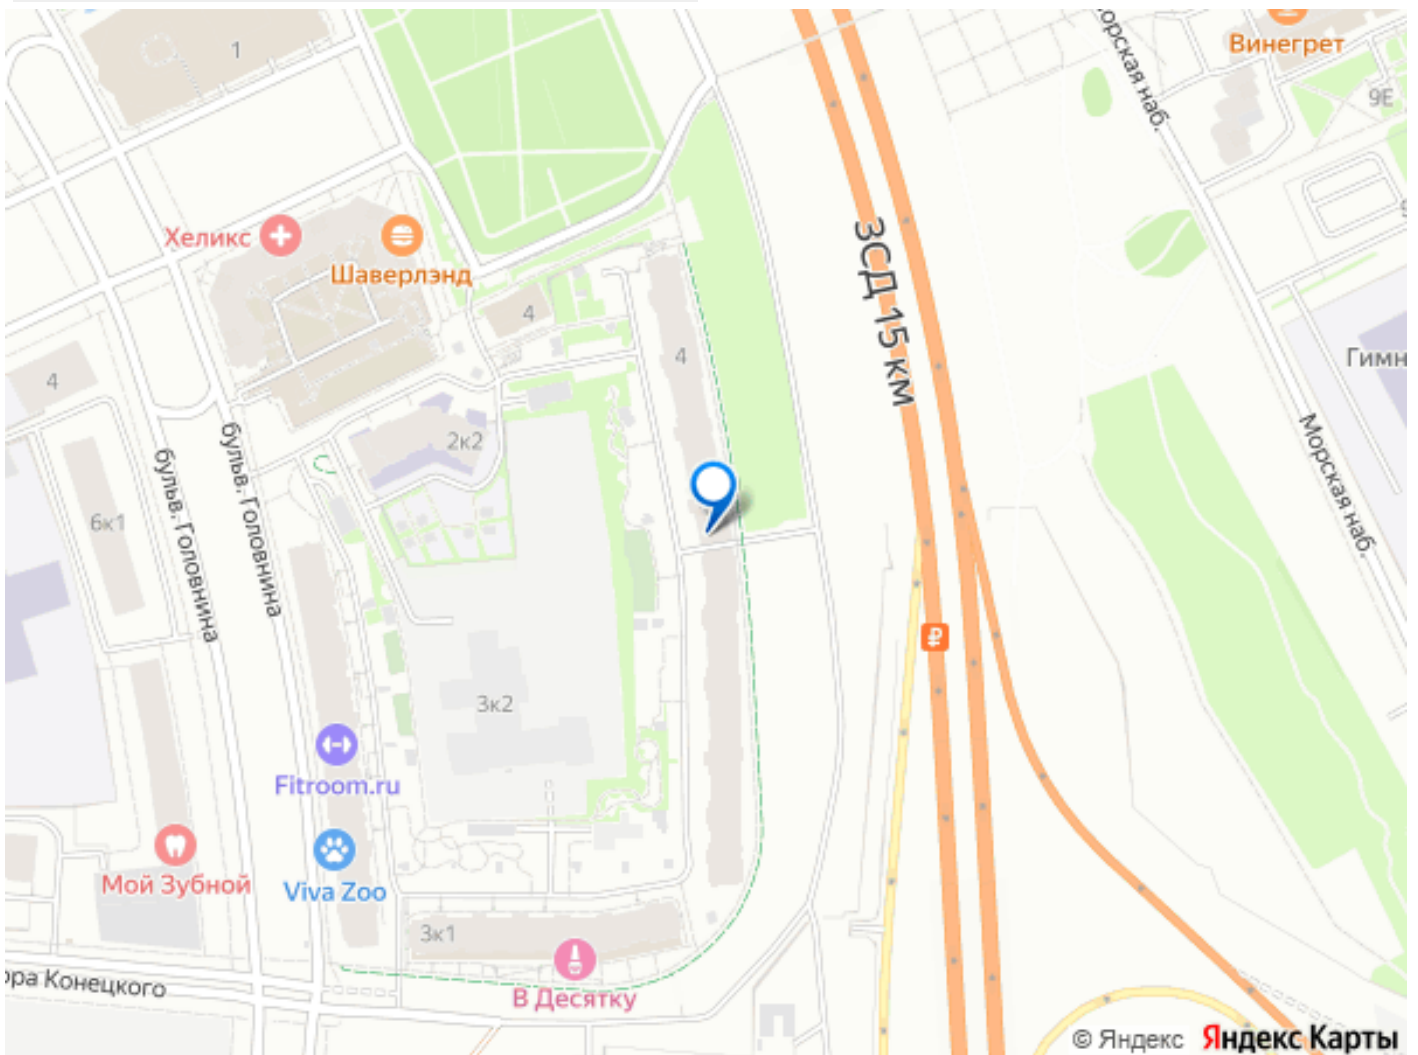 1
Винегрет
9Е
Морская наб.
Хеликс
Шаверлэнд
ЗСД 15 км
4
4
4
Гимн
2к2
бульв. Головнина
бульв. Головнина
Морская наб.
6к1
3к2
Fitroom.ru
Мой Зубной
Viva Zoo
3к1
ора Конецкого
В Десятку
© Яндекс Яндекс Карты